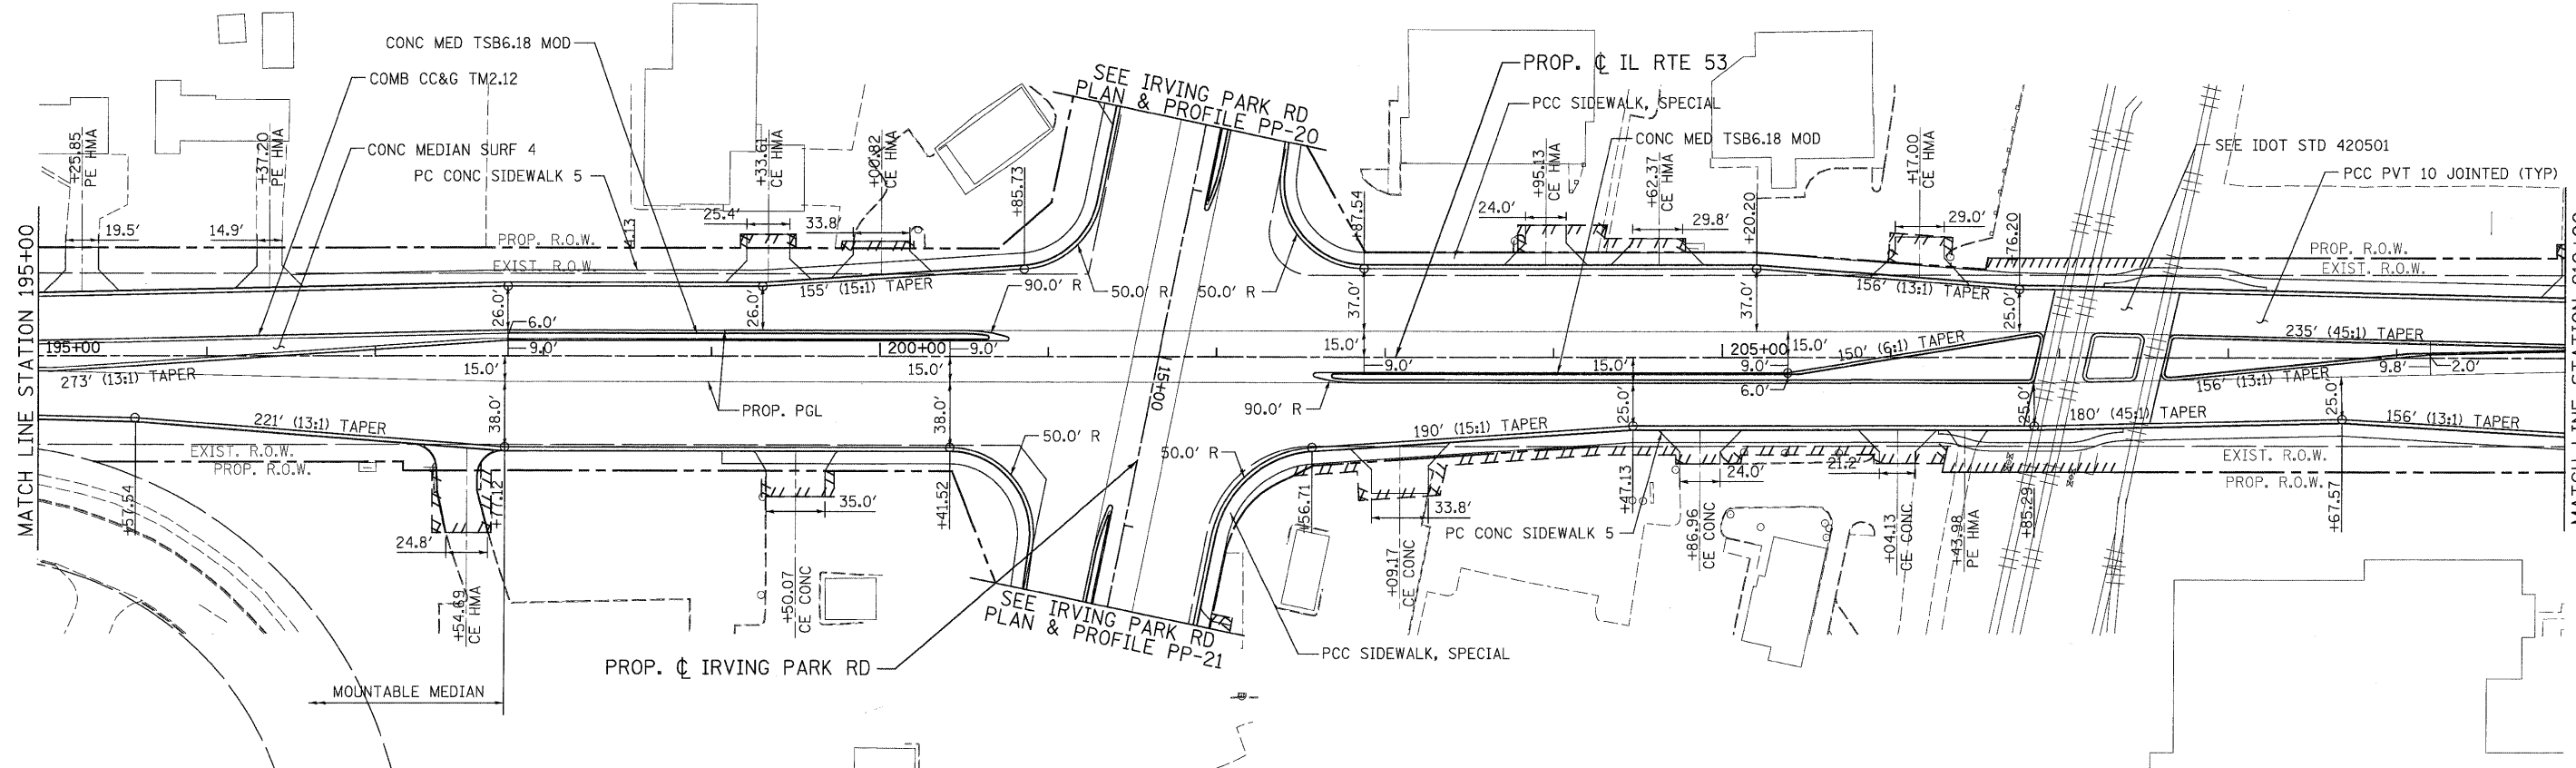 CONC MED TSB6.18 MOD
COMB CC&G TM2.12
CONC MEDIAN SURF 4
PC CONC SIDEWALK 5
SEE IRVING PARK RD
PLAN & PROFILE PP-20
PROP. ℄ IL RTE 53
PCC SIDEWALK, SPECIAL
CONC MED TSB6.18 MOD
SEE IDOT STD 420501
PCC PVT 10 JOINTED (TYP)
+25.85
PE HMA
+37.20
PE HMA
+33.61
CE HMA
+00.82
CE HMA
+85.73
+87.54
+95.13
CE HMA
+62.37
CE HMA
+20.20
+17.00
CE HMA
+76.20
19.5'
14.9'
4.13
25.4'
33.8'
24.0'
29.8'
29.0'
PROP. R.O.W.
EXIST. R.O.W.
PROP. R.O.W.
EXIST. R.O.W.
155' (15:1) TAPER
90.0' R
50.0' R
50.0' R
156' (13:1) TAPER
26.0'
26.0'
37.0'
37.0'
25.0'
MATCH LINE STATION 195+00
195+00
6.0'
9.0'
200+00
9.0'
15.0'
9.0'
205+00
15.0'
9.0'
150' (6:1) TAPER
235' (45:1) TAPER
273' (13:1) TAPER
15.0'
15.0'
15+00
15.0'
6.0'
156' (13:1) TAPER
9.8'
2.0'
PROP. PGL
90.0' R
221' (13:1) TAPER
38.0'
38.0'
50.0' R
50.0' R
190' (15:1) TAPER
25.0'
25.0'
180' (45:1) TAPER
25.0'
156' (13:1) TAPER
EXIST. R.O.W.
PROP. R.O.W.
EXIST. R.O.W.
PROP. R.O.W.
+57.54
24.8'
+77.12
+54.69
CE HMA
35.0'
+50.07
CE CONC
+41.52
+56.71
33.8'
+09.17
CE CONC
+47.13
PC CONC SIDEWALK 5
24.0'
+86.96
CE CONC
21.2'
+04.13
CE CONC
+43.98
PE HMA
+85.29
+67.57
SEE IRVING PARK RD
PLAN & PROFILE PP-21
PROP. ℄ IRVING PARK RD
PCC SIDEWALK, SPECIAL
MOUNTABLE MEDIAN